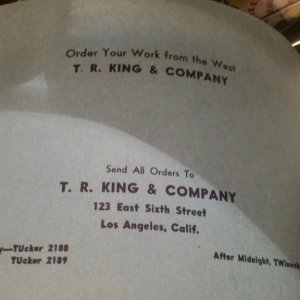 Order Your Work from the West
T. R. KING & COMPANY
Send All Orders To
T. R. KING & COMPANY
123 East Sixth Street
Los Angeles, Calif.
TUcker 2188
TUcker 2189
After Midnight,